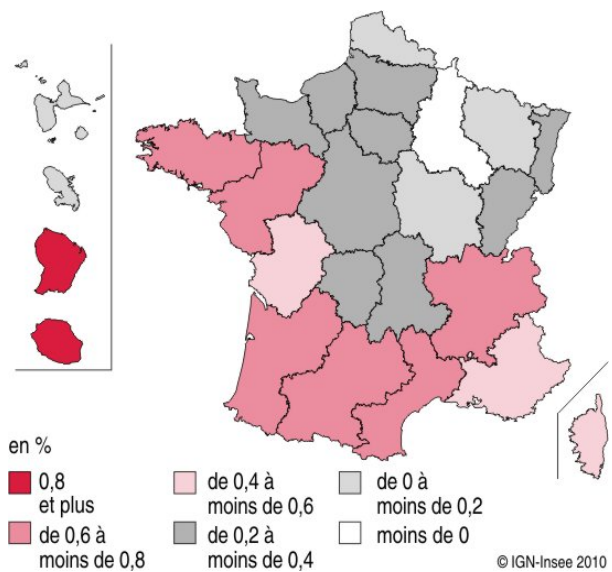 en %
0,8
et plus
de 0,6 à
moins de 0,8
de 0,4 à
moins de 0,6
de 0,2 à
moins de 0,4
de 0 à
moins de 0,2
moins de 0
© IGN-Insee 2010